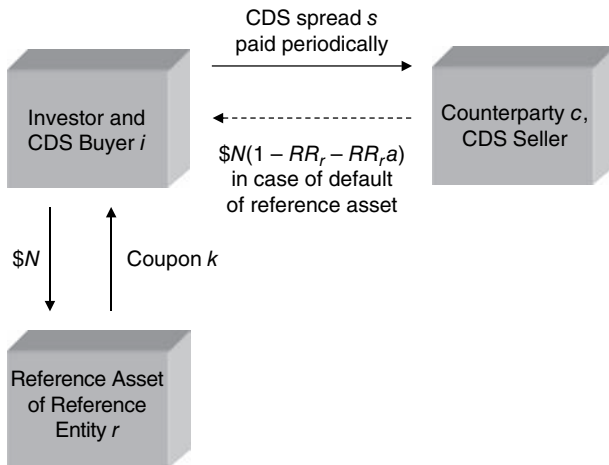 CDS spread s
paid periodically
Investor and
CDS Buyer i
Counterparty c,
CDS Seller
$N(1 – RRr – RRra)
in case of default
of reference asset
$N
Coupon k
Reference Asset
of Reference
Entity r